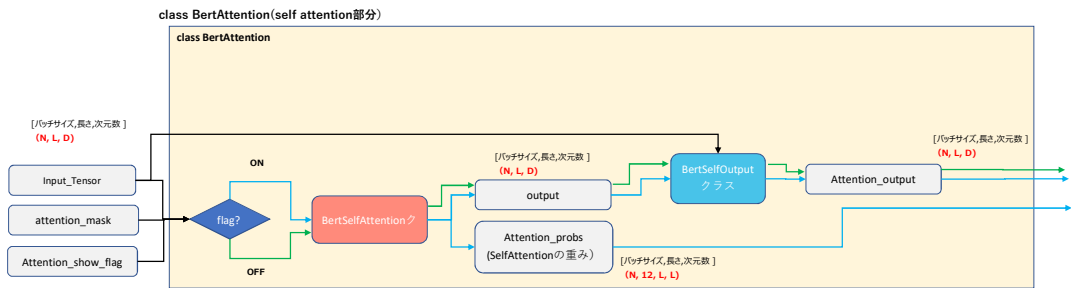 class BertAttention(self attention部分)
class BertAttention
[バッチサイズ,長さ,次元数 ]
(N, L, D)
Input_Tensor
attention_mask
Attention_show_flag
ON
flag?
OFF
BertSelfAttentionク
[バッチサイズ,長さ,次元数 ]
(N, L, D)
output
Attention_probs
(SelfAttentionの重み)
[バッチサイズ,長さ,次元数 ]
(N, 12, L, L)
BertSelfOutput
クラス
Attention_output
[バッチサイズ,長さ,次元数 ]
(N, L, D)